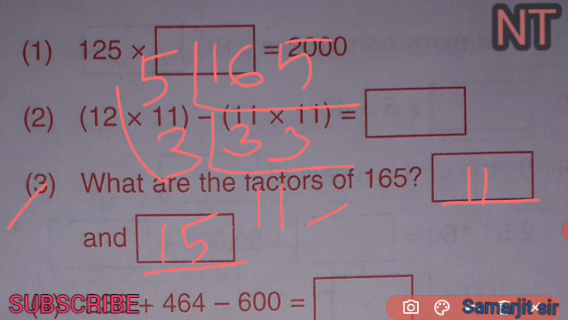 NT
(1) 125 × = 2000
5 165
(2) (12 × 11) – (11 × 11) =
3 33
(3) What are the factors of 165? 11
11
and 15
+ 464 – 600 =
SUBSCRIBE
Samarjit sir